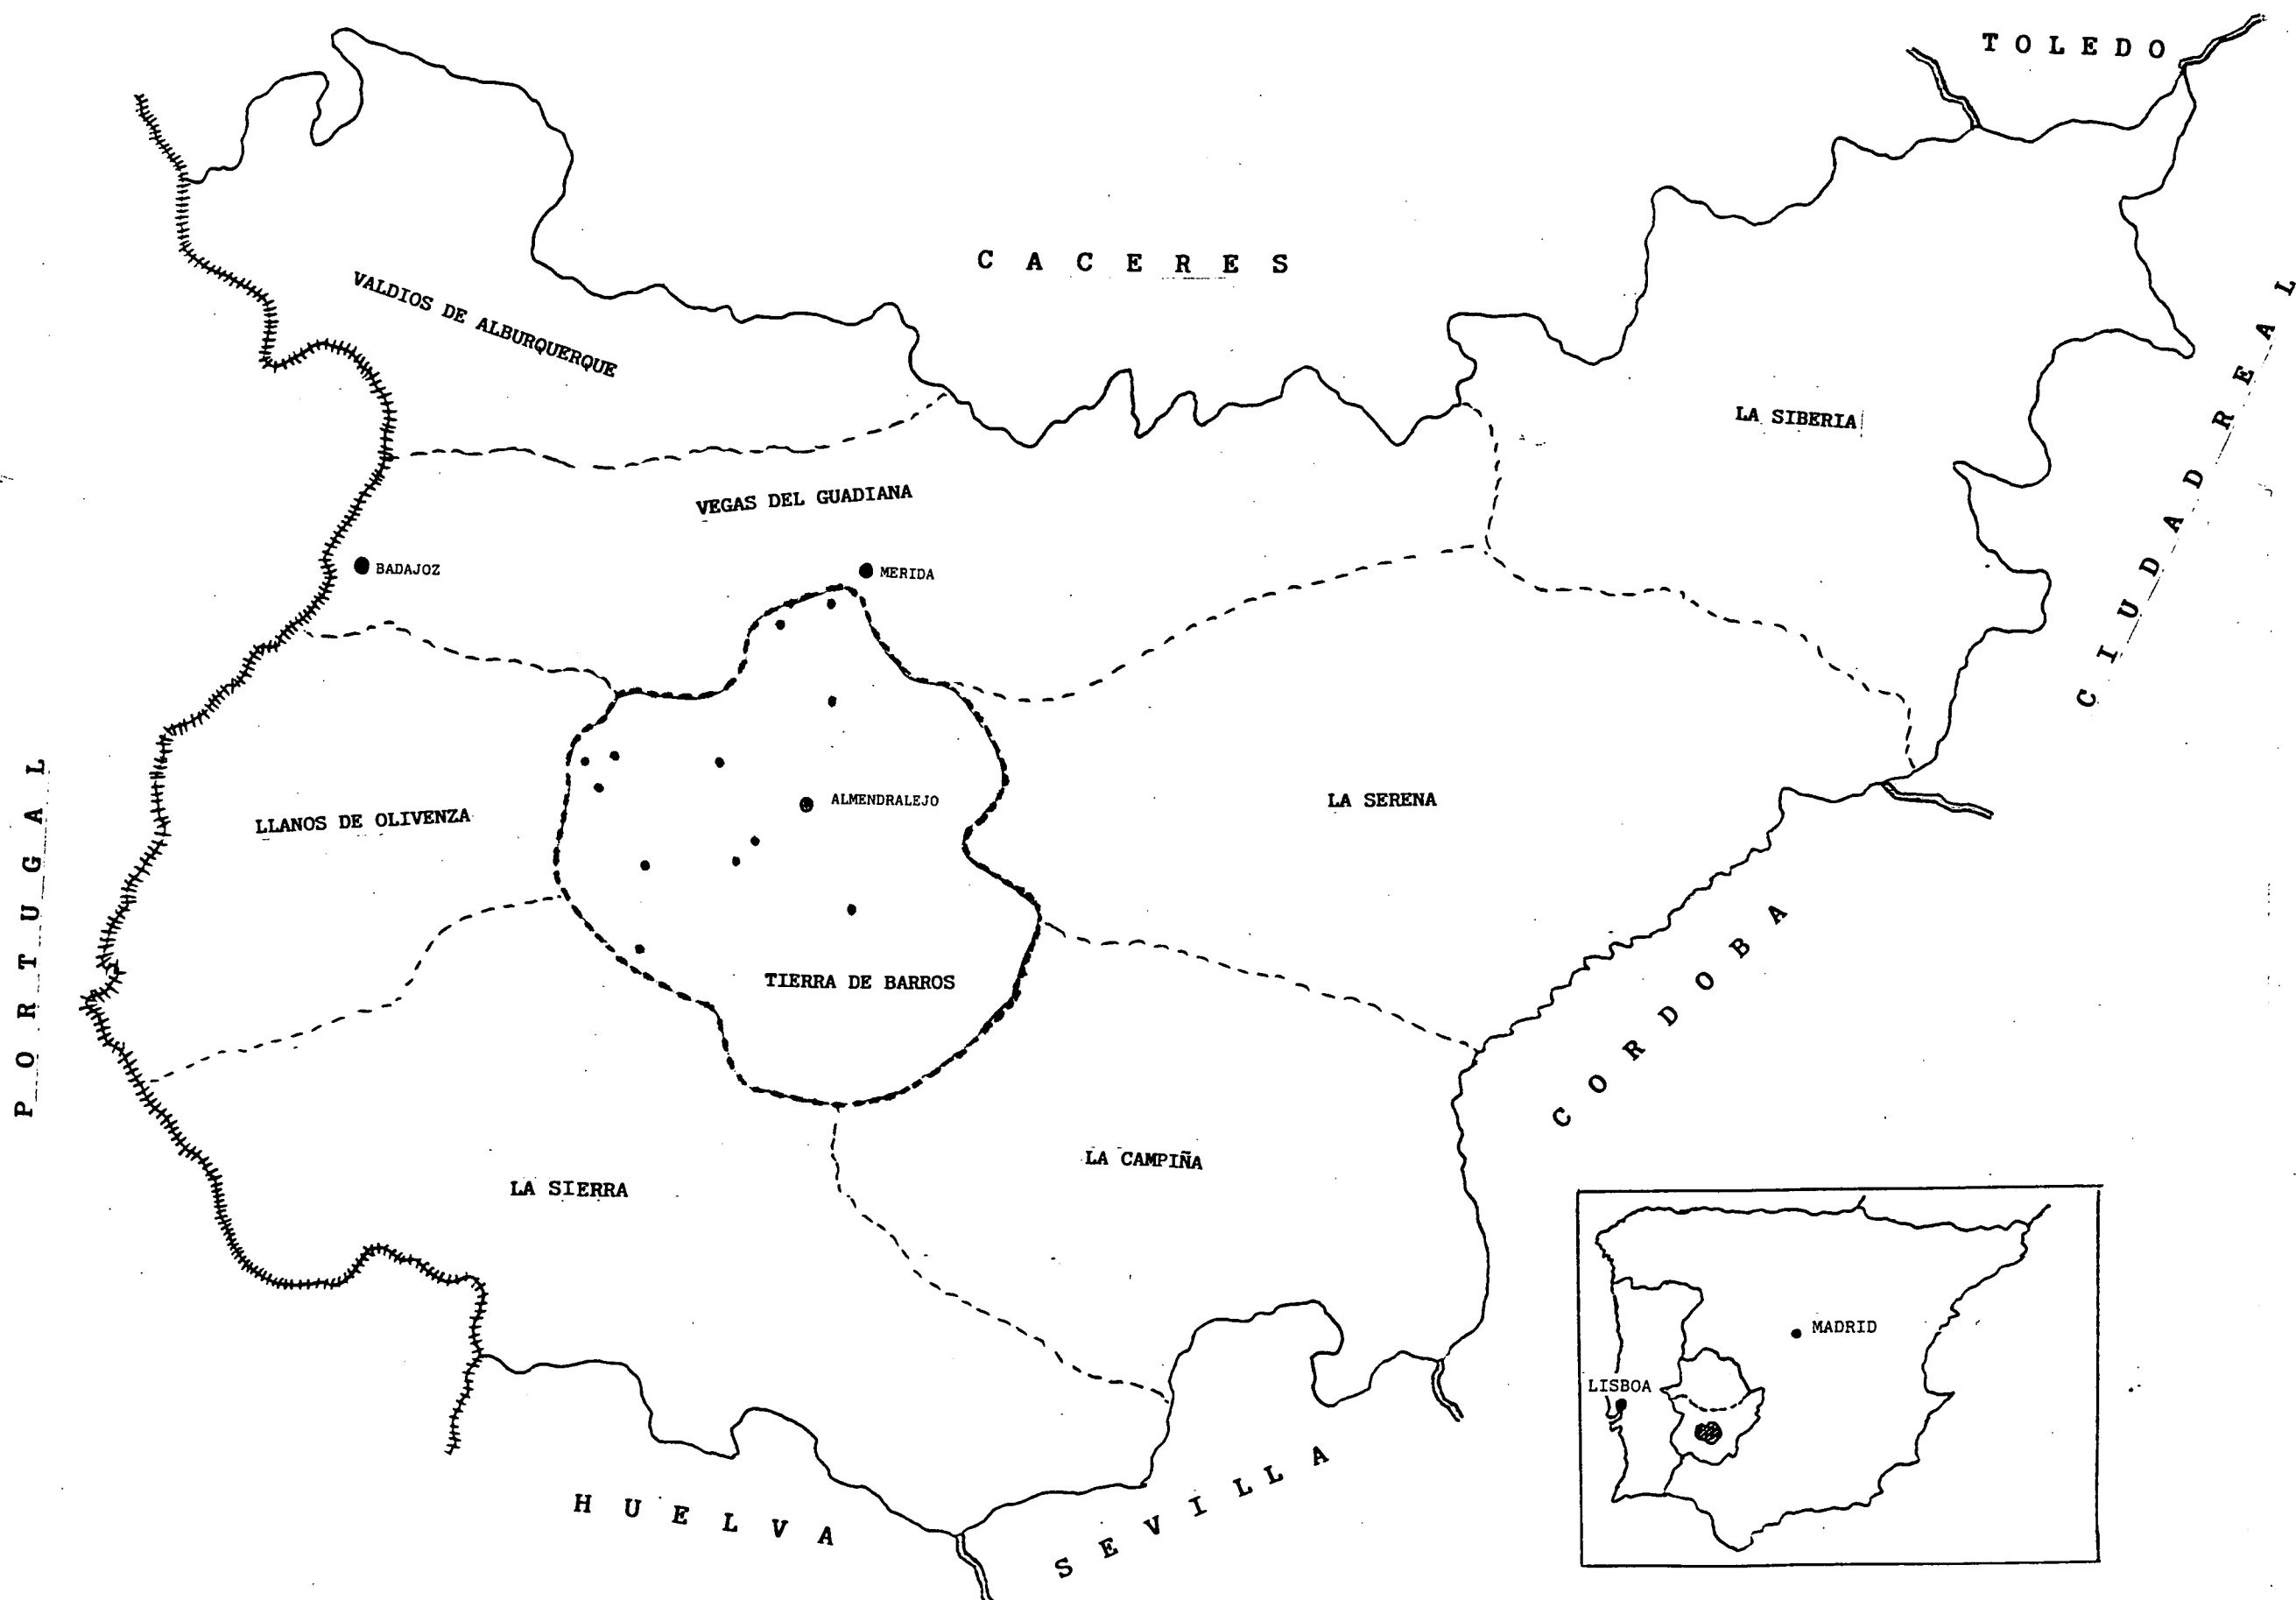 TOLEDO
CACERES
VALDIOS DE ALBURQUERQUE
LA SIBERIA
CIUDAD REAL
VEGAS DEL GUADIANA
BADAJOZ
MERIDA
PORTUGAL
LLANOS DE OLIVENZA
ALMENDRALEJO
LA SERENA
CORDOBA
TIERRA DE BARROS
LA CAMPIÑA
LA SIERRA
MADRID
LISBOA
HUELVA
SEVILLA